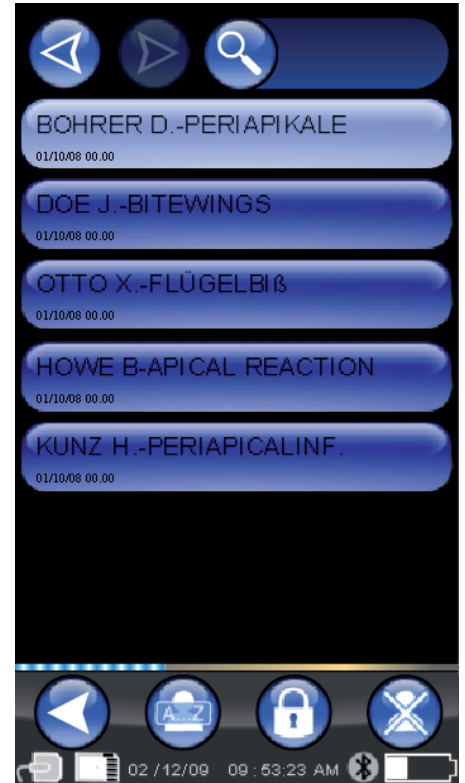 BOHRER D.-PERIAPIKALE
01/10/08 00.00
DOE J.-BITEWINGS
01/10/08 00.00
OTTO X.-FLÜGELBIß
01/10/08 00.00
HOWE B-APICAL REACTION
01/10/08 00.00
KUNZ H.-PERIAPICALINF.
01/10/08 00.00
A...Z
02 /12/09 09 : 53:23 AM